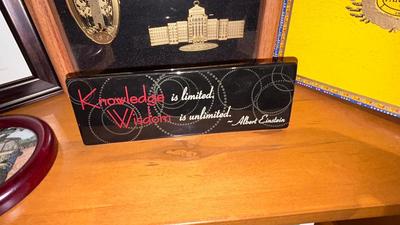 Knowledge is limited.
Wisdom is unlimited.
~Albert Einstein